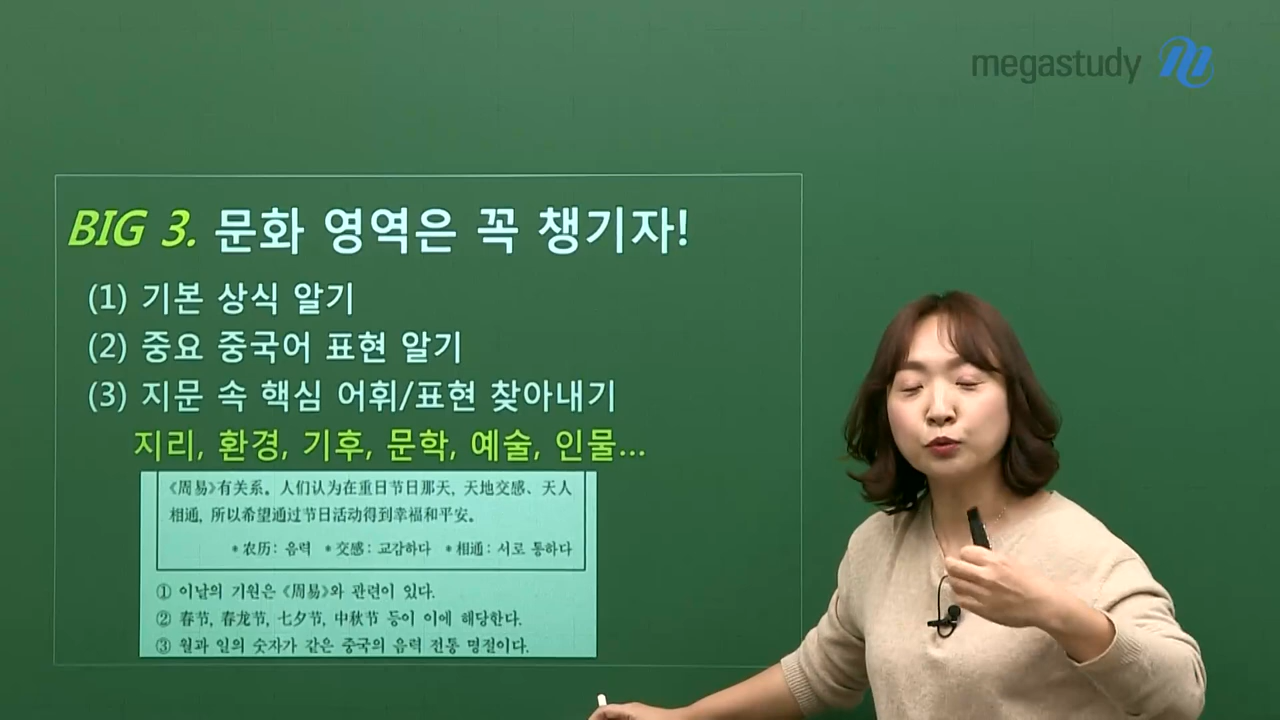 megastudy
BIG 3. 문화 영역은 꼭 챙기자!
(1) 기본 상식 알기
(2) 중요 중국어 표현 알기
(3) 지문 속 핵심 어휘/표현 찾아내기
지리, 환경, 기후, 문학, 예술, 인물...
《周易》有关系。人们认为在重日节日那天, 天地交感、天人
相通, 所以希望通过节日活动得到幸福和平安。
* 农历: 음력 * 交感: 교감하다 * 相通: 서로 통하다
① 이날의 기원은 《周易》와 관련이 있다.
② 春节, 春龙节, 七夕节, 中秋节 등이 이에 해당한다.
③ 월과 일의 숫자가 같은 중국의 음력 전통 명절이다.